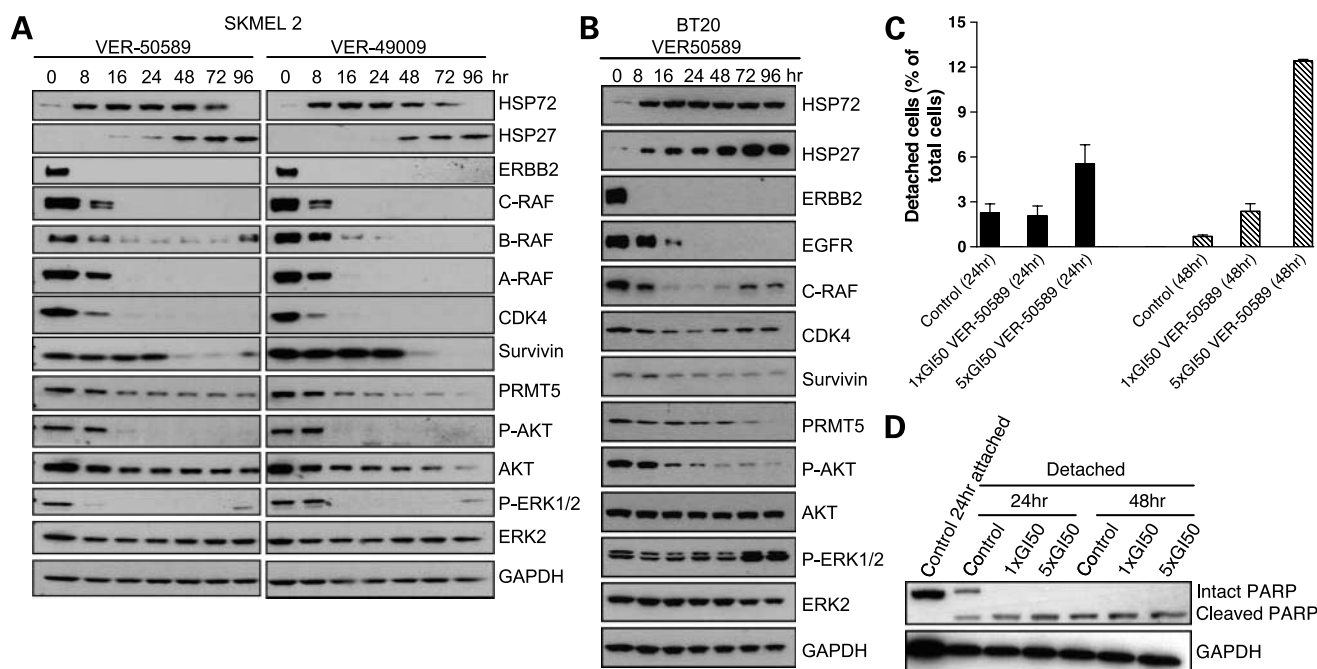 A
SKMEL 2
VER-50589
VER-49009
0 8 16 24 48 72 96
0 8 16 24 48 72 96 hr
HSP72
HSP27
ERBB2
C-RAF
B-RAF
A-RAF
CDK4
Survivin
PRMT5
P-AKT
AKT
P-ERK1/2
ERK2
GAPDH
B
BT20
VER50589
0 8 16 24 48 72 96 hr
HSP72
HSP27
ERBB2
EGFR
C-RAF
CDK4
Survivin
PRMT5
P-AKT
AKT
P-ERK1/2
ERK2
GAPDH
C
Detached cells (% of
total cells)
15
12
9
6
3
0
Control (24hr)
1xGI50 VER-50589 (24hr)
5xGI50 VER-50589 (24hr)
Control (48hr)
1xGI50 VER-50589 (48hr)
5xGI50 VER-50589 (48hr)
D
Control 24hr attached
Detached
24hr
48hr
Control
1xGI50
5xGI50
Control
1xGI50
5xGI50
Intact PARP
Cleaved PARP
GAPDH